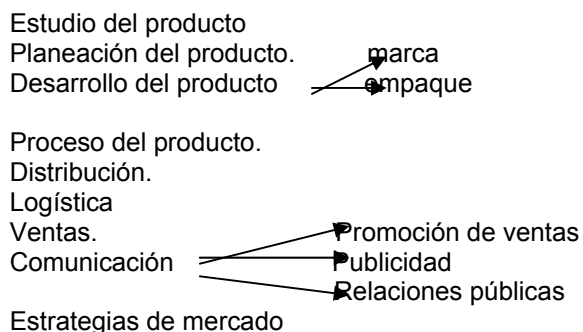 Estudio del producto
Planeación del producto. marca
Desarrollo del producto empaque
Proceso del producto.
Distribución.
Logística
Ventas. Promoción de ventas
Comunicación Publicidad
Relaciones públicas
Estrategias de mercado